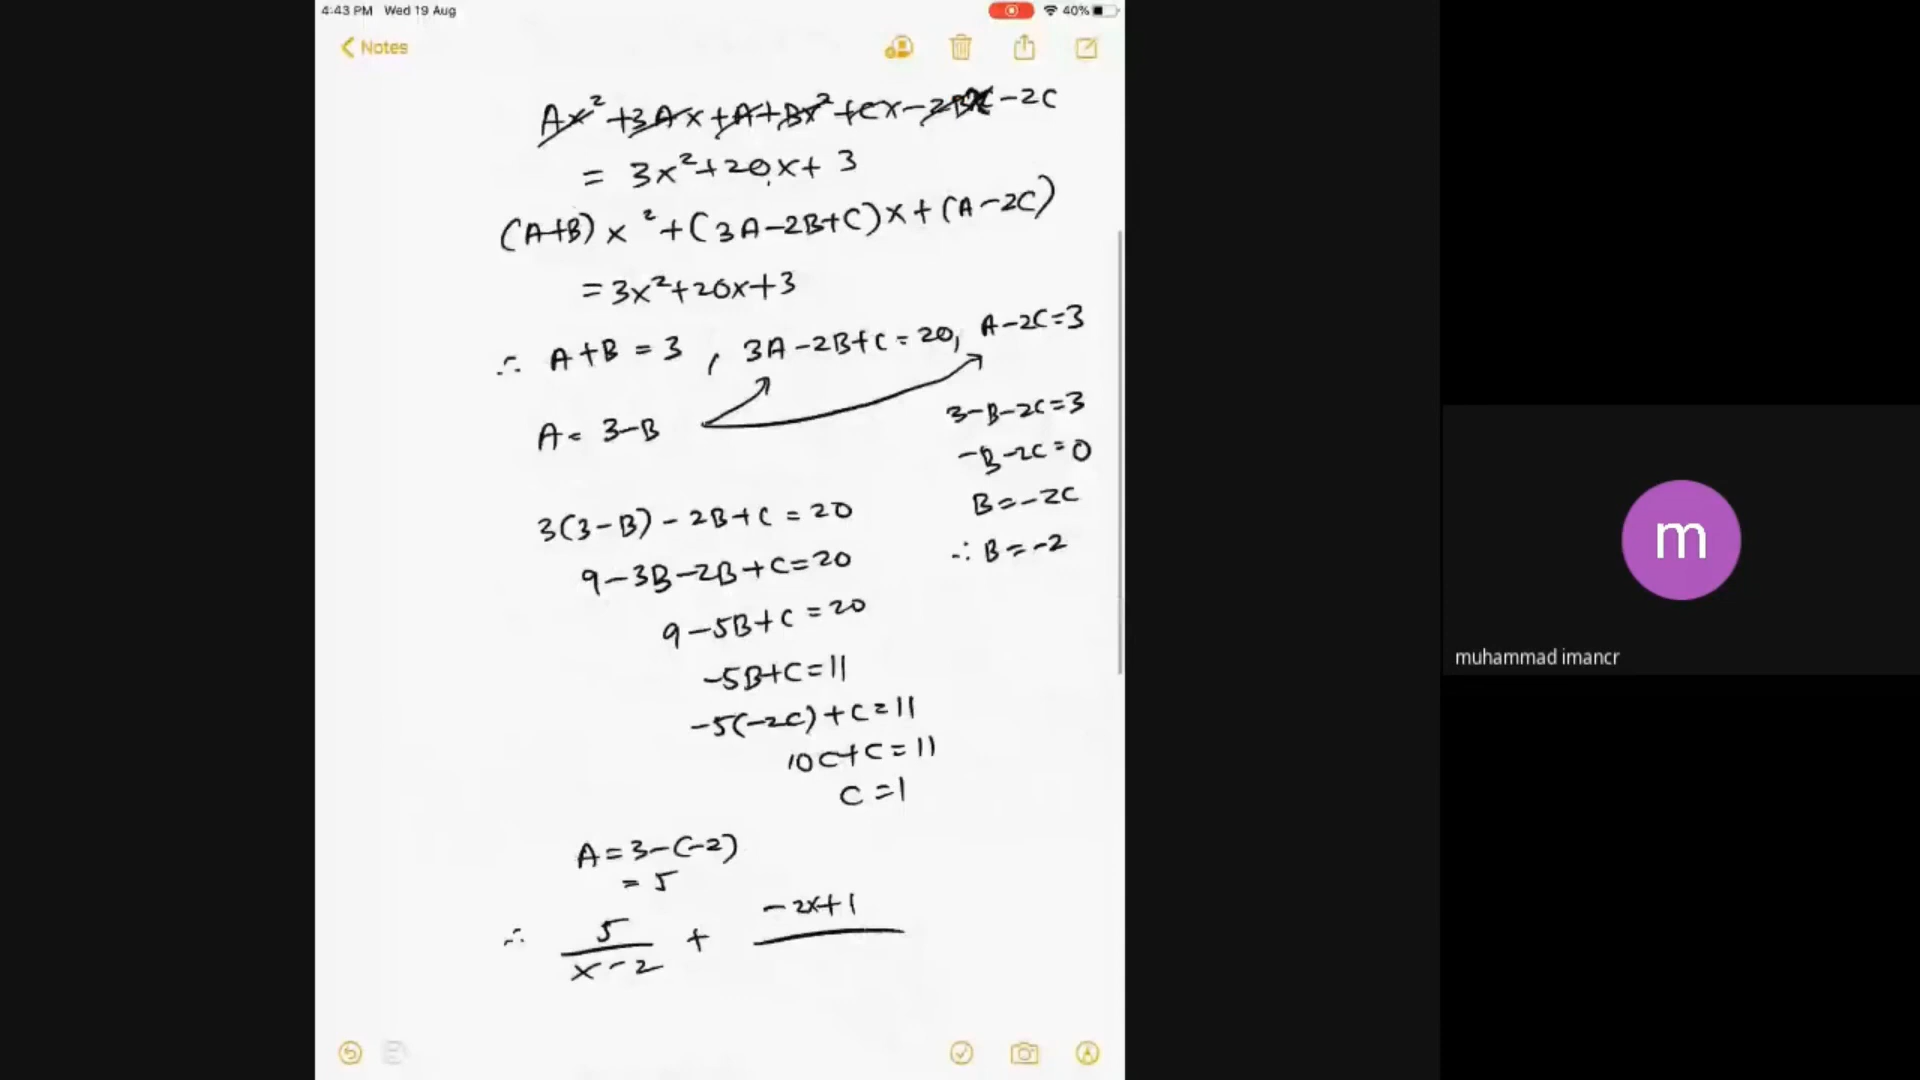 4:43 PM Wed 19 Aug
40%
Notes
Ax² +3Ax +A+Bx² +Cx-2Bx-2C
= 3x²+20x+ 3
(A+B) x² +(3A-2B+C)x+(A-2C)
=3x²+20x+3
∴ A+B = 3 , 3A-2B+C=20, A-2C=3
A= 3-B
3-B-2C=3
-B-2C=0
B=-2C
∴ B=-2
3(3-B)-2B+C=20
9-3B-2B+C=20
9-5B+C=20
-5B+C=11
-5(-2C)+C=11
10C+C=11
C=1
A=3-(-2)
= 5
∴ 5/x-2 + -2x+1
m
muhammad imancr